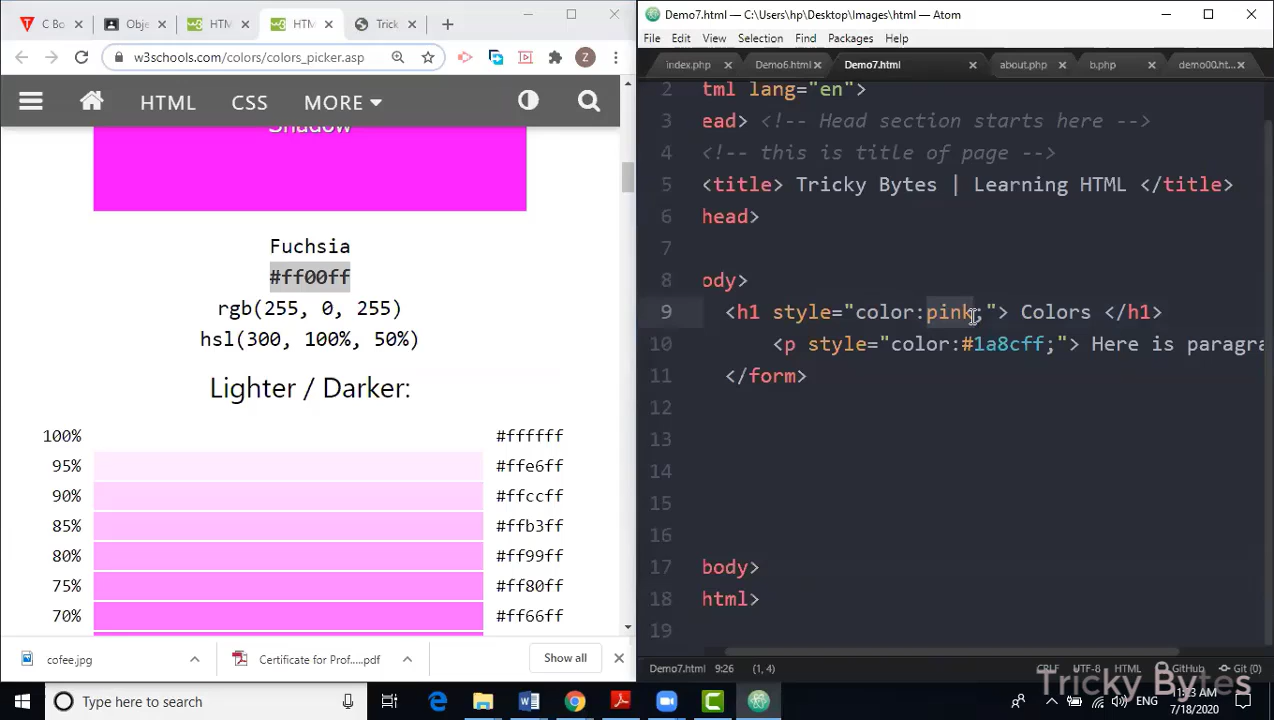 C Bo
Obje
HTM
HTM
Trick
w3schools.com/colors/colors_picker.asp
Z
HTML
CSS
MORE
Shadow
Fuchsia
#ff00ff
rgb(255, 0, 255)
hsl(300, 100%, 50%)
Lighter / Darker:
100% #ffffff
95% #ffe6ff
90% #ffccff
85% #ffb3ff
80% #ff99ff
75% #ff80ff
70% #ff66ff
cofee.jpg
Certificate for Prof....pdf
Show all
Demo7.html — C:\Users\hp\Desktop\Images\html — Atom
File Edit View Selection Find Packages Help
index.php
Demo6.html
Demo7.html
about.php
b.php
demo00.ht...
2 tml lang="en">
3 ead> <!-- Head section starts here -->
4 <!-- this is title of page -->
5 <title> Tricky Bytes | Learning HTML </title>
6 head>
7
8 ody>
9 <h1 style="color:pink;"> Colors </h1>
10 <p style="color:#1a8cff;"> Here is paragra
11 </form>
12
13
14
15
16
17 body>
18 html>
19
Demo7.html 9:26 (1, 4)
CRLF UTF-8 HTML GitHub Git (0)
Tricky Bytes
Type here to search
ENG
11:13 AM
7/18/2020